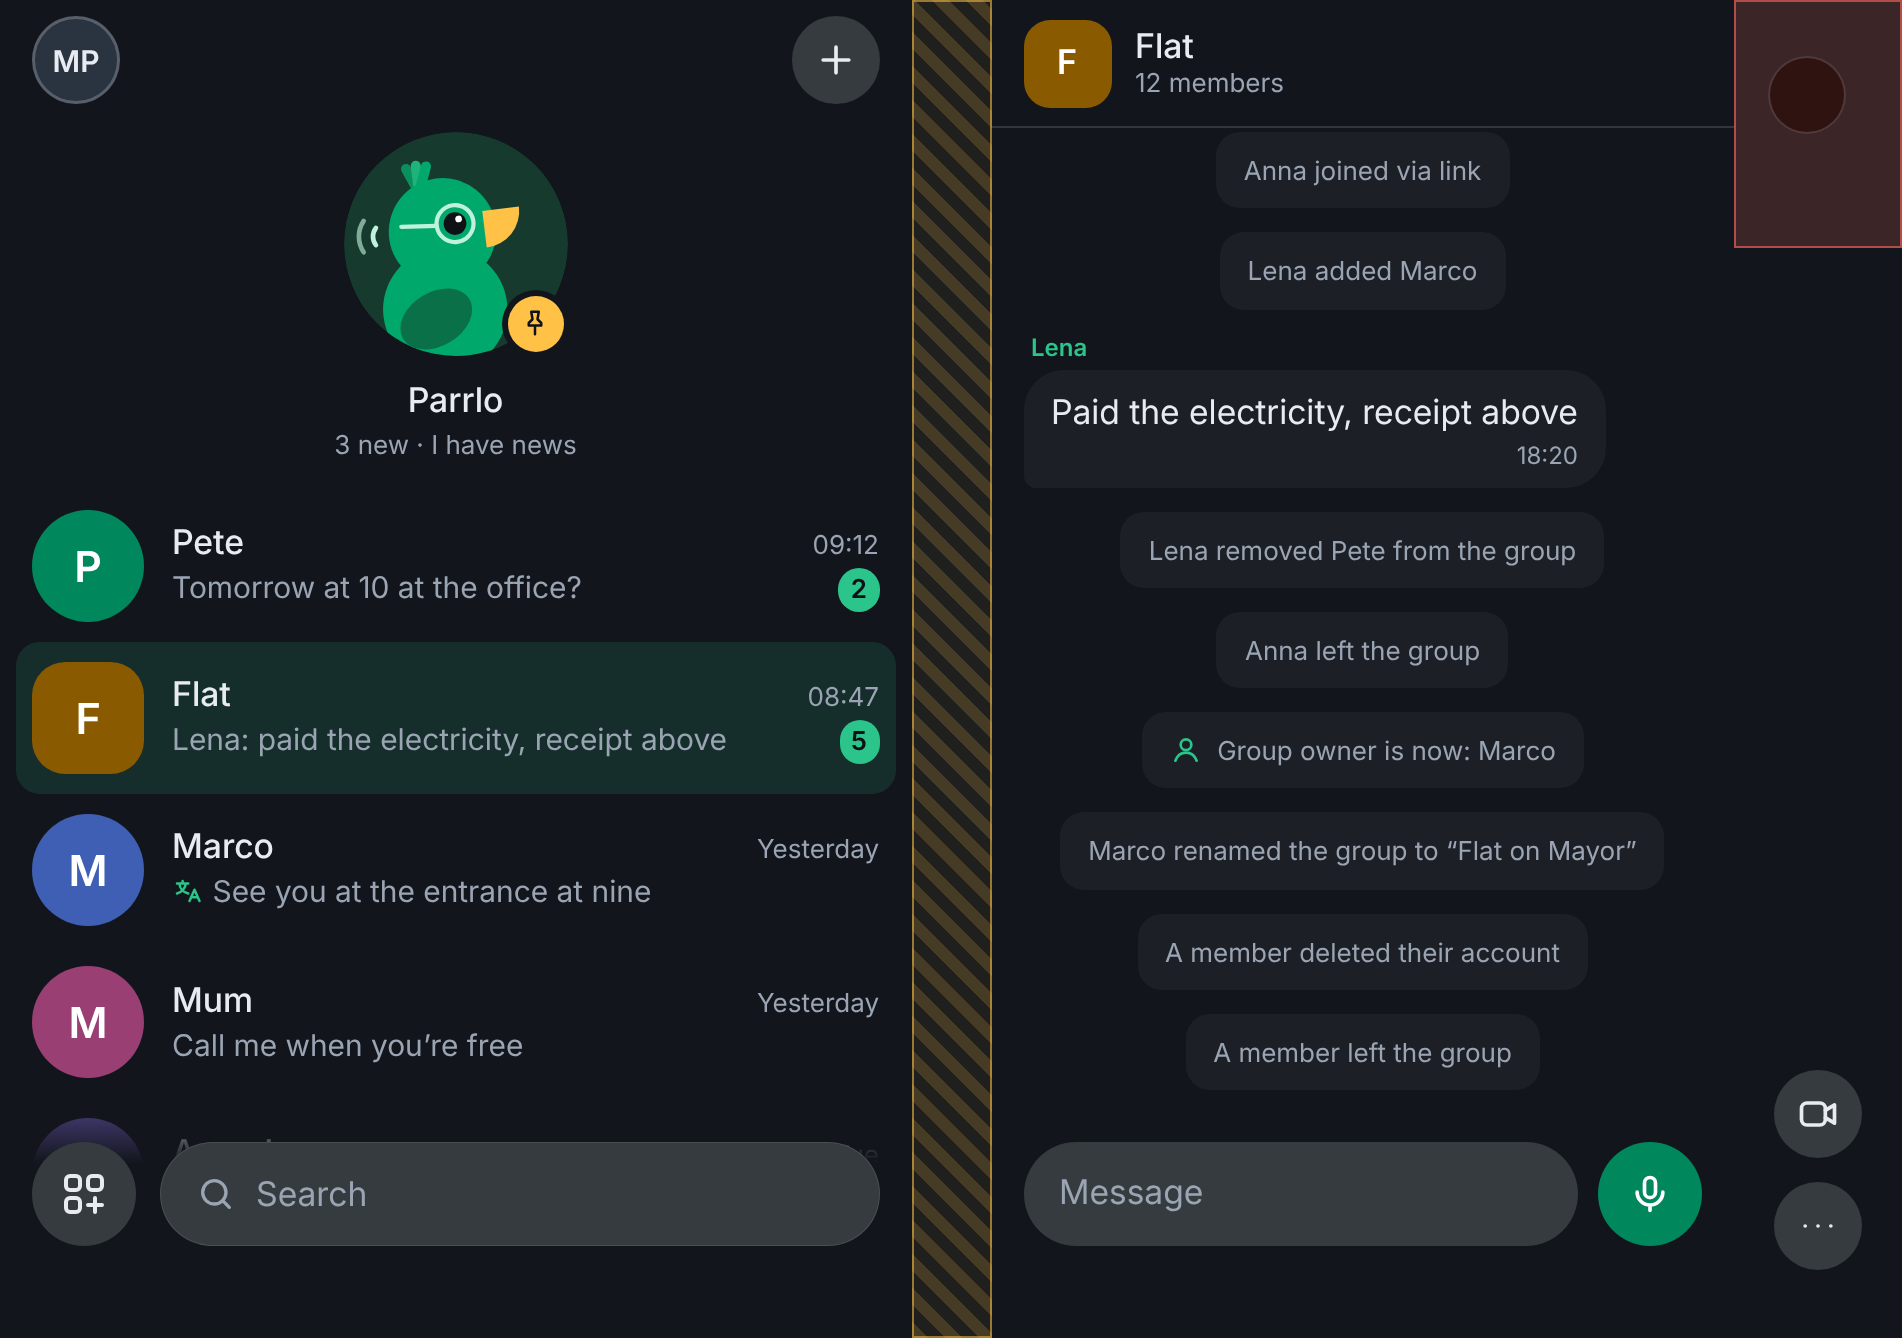 MP
Parrlo
3 new · I have news
P
Pete
09:12
Tomorrow at 10 at the office?
2
F
Flat
08:47
Lena: paid the electricity, receipt above
5
M
Marco
Yesterday
See you at the entrance at nine
M
Mum
Yesterday
Call me when you’re free
Search
F
Flat
12 members
Anna joined via link
Lena added Marco
Lena
Paid the electricity, receipt above
18:20
Lena removed Pete from the group
Anna left the group
Group owner is now: Marco
Marco renamed the group to “Flat on Mayor”
A member deleted their account
A member left the group
Message